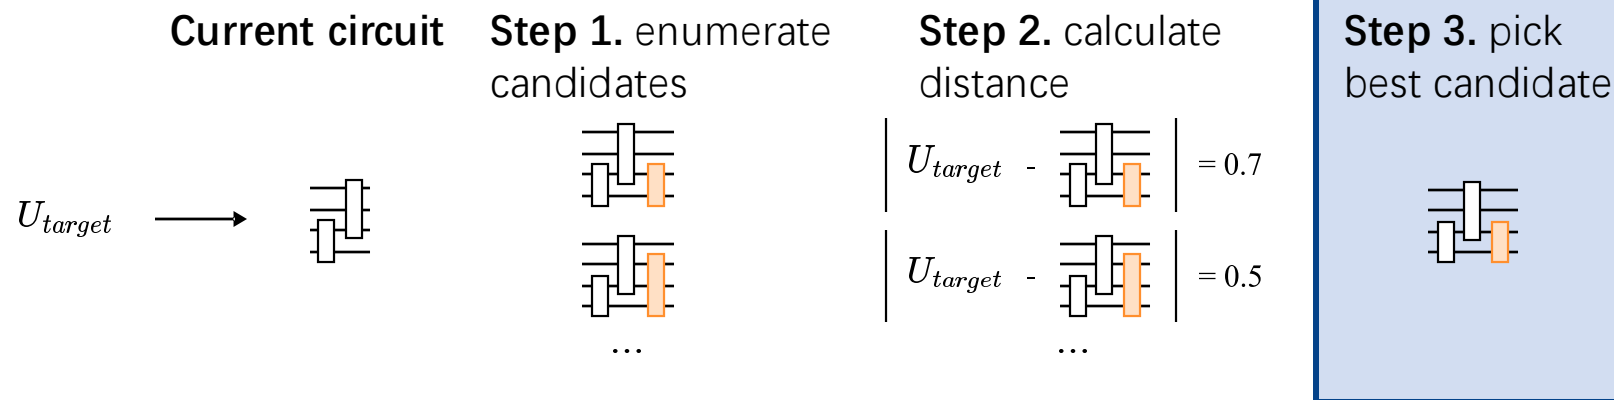 Current circuit
Step 1. enumerate
candidates
Step 2. calculate
distance
Step 3. pick
best candidate
U_target
U_target - = 0.7
U_target - = 0.5
...
...